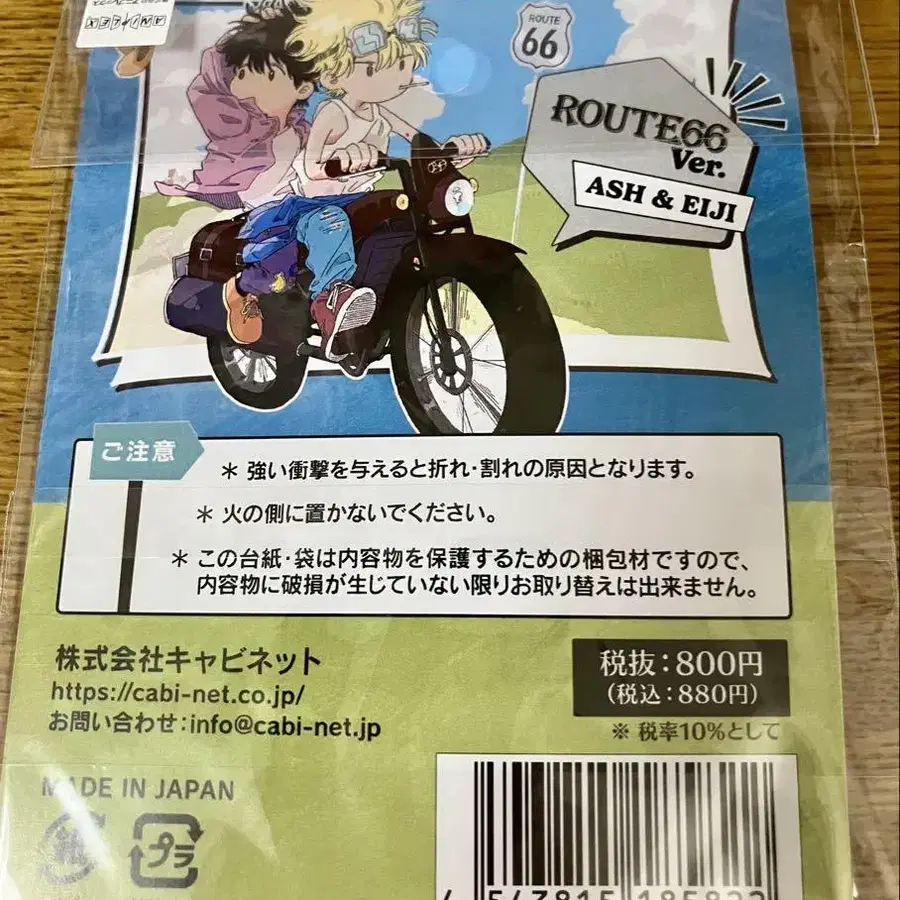 ANIPLEX
ROUTE
66
ROUTE66
Ver.
ASH & EIJI
ご注意
* 強い衝撃を与えると折れ・割れの原因となります。
* 火の側に置かないでください。
* この台紙・袋は内容物を保護するための梱包材ですので、
内容物に破損が生じていない限りお取り替えは出来ません。
株式会社キャビネット
https://cabi-net.co.jp/
お問い合わせ:info@cabi-net.jp
税抜:800円
(税込:880円)
※ 税率10%として
MADE IN JAPAN
紙
プラ